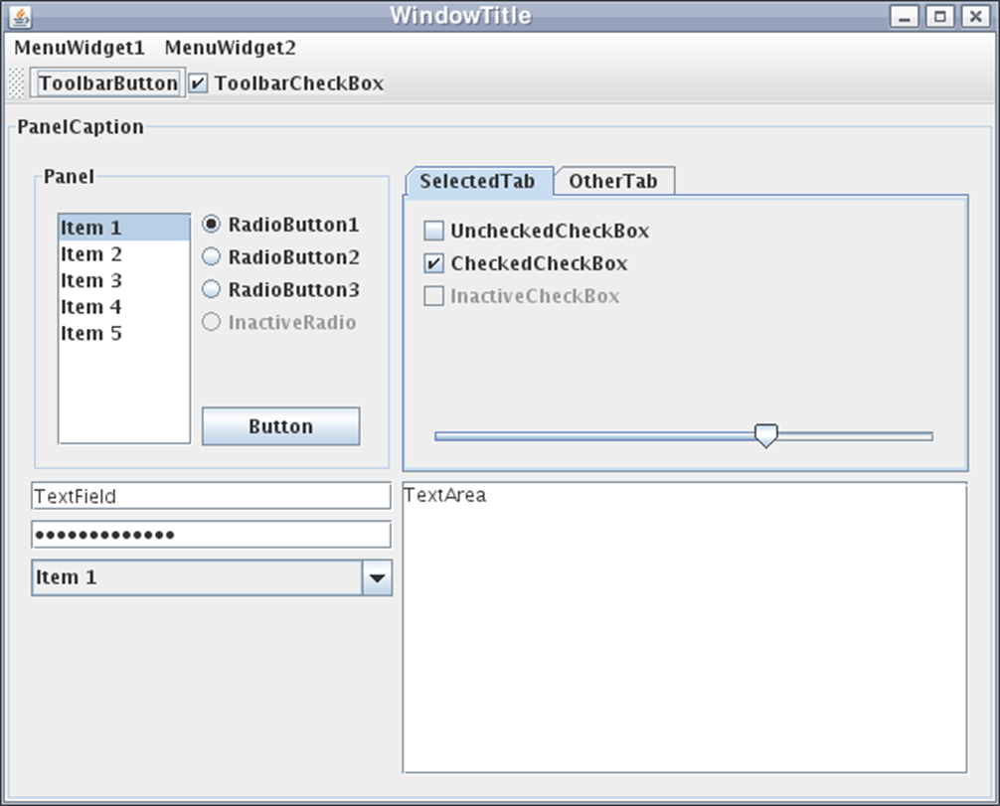 WindowTitle
MenuWidget1 MenuWidget2
ToolbarButton ToolbarCheckBox
PanelCaption
Panel
Item 1
Item 2
Item 3
Item 4
Item 5
RadioButton1
RadioButton2
RadioButton3
InactiveRadio
Button
SelectedTab OtherTab
UncheckedCheckBox
CheckedCheckBox
InactiveCheckBox
TextField
•••••••••••••
Item 1
TextArea